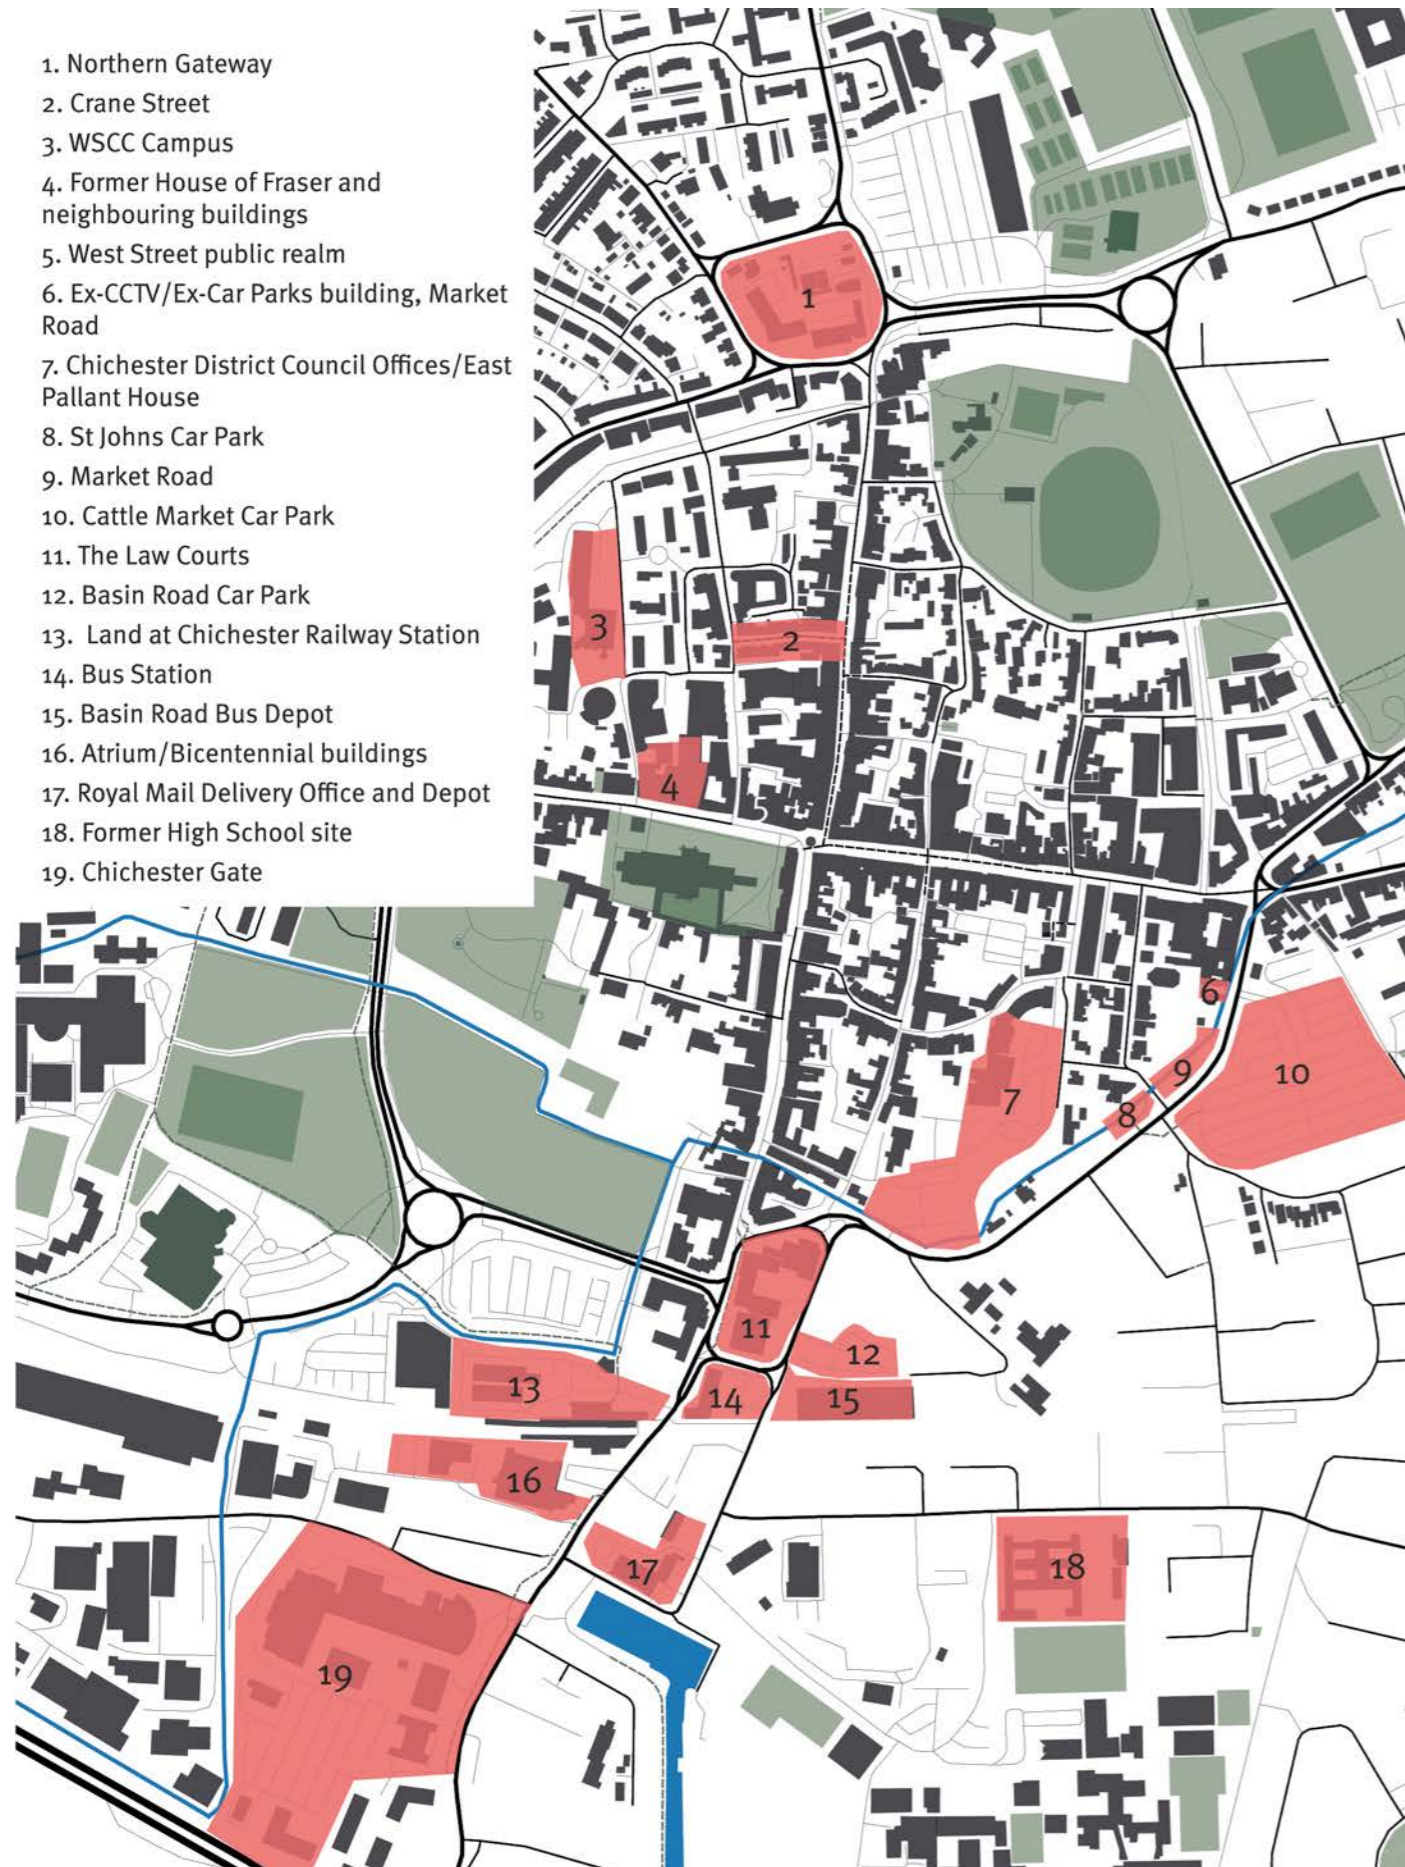 1. Northern Gateway
2. Crane Street
3. WSCC Campus
4. Former House of Fraser and
neighbouring buildings
5. West Street public realm
6. Ex-CCTV/Ex-Car Parks building, Market
Road
7. Chichester District Council Offices/East
Pallant House
8. St Johns Car Park
9. Market Road
10. Cattle Market Car Park
11. The Law Courts
12. Basin Road Car Park
13. Land at Chichester Railway Station
14. Bus Station
15. Basin Road Bus Depot
16. Atrium/Bicentennial buildings
17. Royal Mail Delivery Office and Depot
18. Former High School site
19. Chichester Gate
1
3
2
4
5
6
9
10
7
8
11
12
13
14
15
16
17
18
19